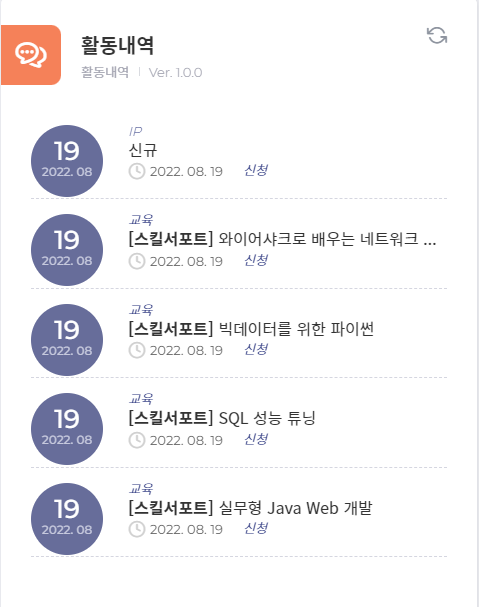 활동내역
활동내역 | Ver. 1.0.0
19
2022. 08
IP
신규
2022. 08. 19 신청
19
2022. 08
교육
[스킬서포트] 와이어샤크로 배우는 네트워크 ...
2022. 08. 19 신청
19
2022. 08
교육
[스킬서포트] 빅데이터를 위한 파이썬
2022. 08. 19 신청
19
2022. 08
교육
[스킬서포트] SQL 성능 튜닝
2022. 08. 19 신청
19
2022. 08
교육
[스킬서포트] 실무형 Java Web 개발
2022. 08. 19 신청